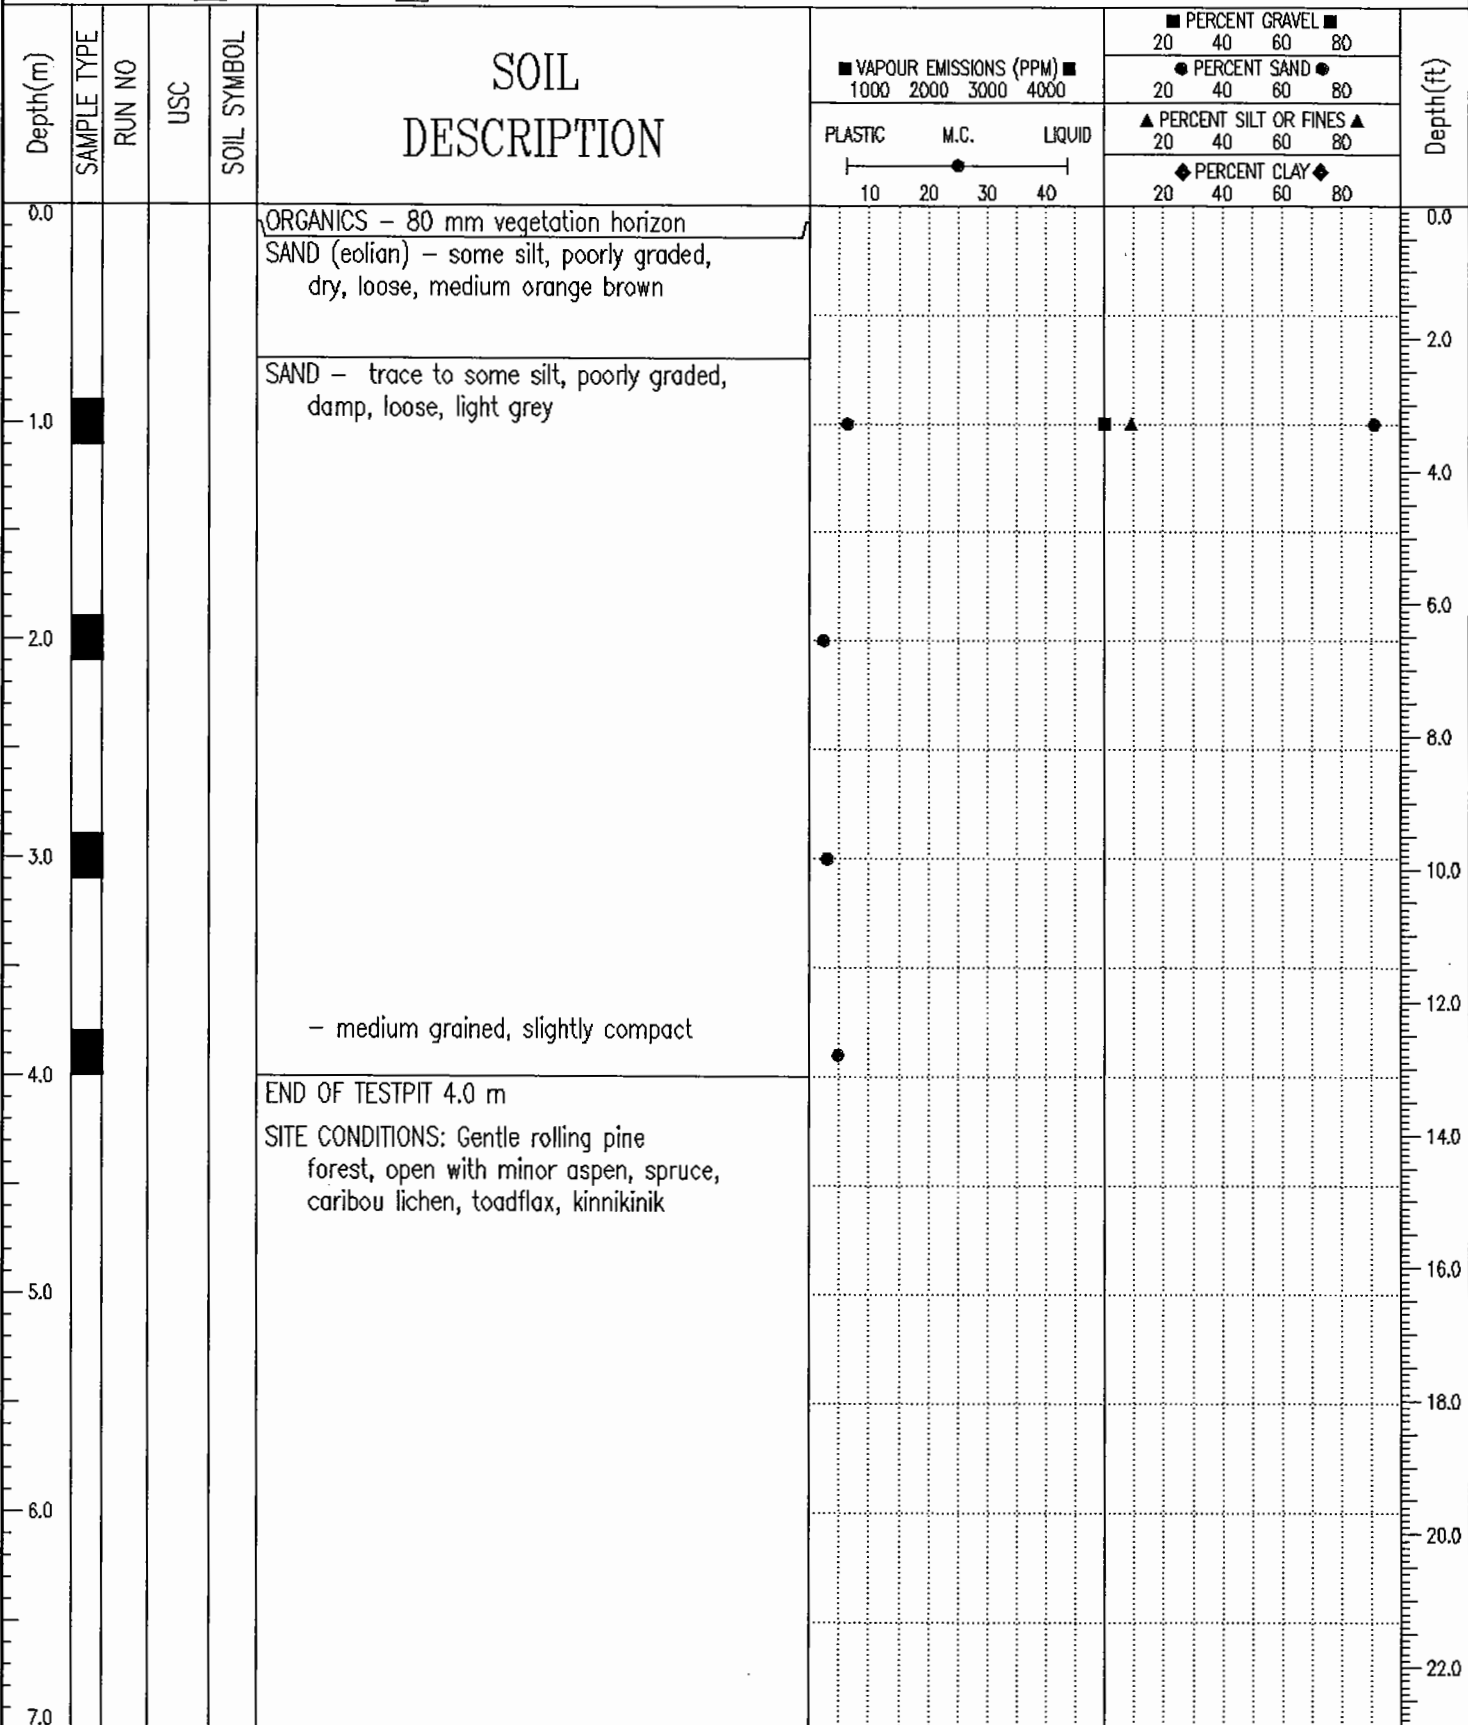 Depth(m)
SAMPLE TYPE
RUN NO
USC
SOIL SYMBOL
SOIL
DESCRIPTION
■ VAPOUR EMISSIONS (PPM) ■
1000 2000 3000 4000
PLASTIC M.C. LIQUID
10 20 30 40
■ PERCENT GRAVEL ■
20 40 60 80
● PERCENT SAND ●
20 40 60 80
▲ PERCENT SILT OR FINES ▲
20 40 60 80
◆ PERCENT CLAY ◆
20 40 60 80
Depth(ft)
0.0
1.0
2.0
3.0
4.0
5.0
6.0
7.0
ORGANICS – 80 mm vegetation horizon
SAND (eolian) – some silt, poorly graded,
dry, loose, medium orange brown
SAND – trace to some silt, poorly graded,
damp, loose, light grey
– medium grained, slightly compact
END OF TESTPIT 4.0 m
SITE CONDITIONS: Gentle rolling pine
forest, open with minor aspen, spruce,
caribou lichen, toadflax, kinnikinik
0.0
2.0
4.0
6.0
8.0
10.0
12.0
14.0
16.0
18.0
20.0
22.0